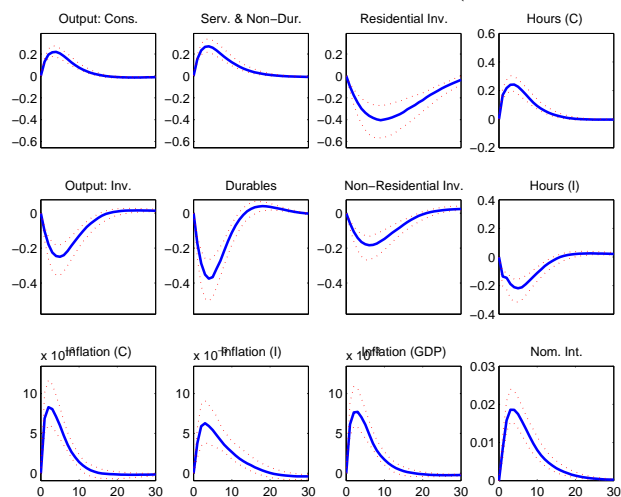 Output: Cons. Serv. & Non-Dur. Residential Inv. Hours (C)
0.2 0.2 0.2 0.6
0 0 0 0.4
−0.2 −0.2 −0.2 0.2
−0.4 −0.4 −0.4 0
−0.6 −0.6 −0.6 −0.2
Output: Inv. Durables Non−Residential Inv. Hours (I)
0 0 0 0.4
−0.2 −0.2 −0.2 0.2
−0.4 −0.4 −0.4 0
−0.2
−0.4
Inflation (C) Inflation (I) Inflation (GDP) Nom. Int.
x 10 x 10 x 10
10 10 10 0.03
5 5 5 0.02
0 0 0 0.01
0
0 10 20 30 0 10 20 30 0 10 20 30 0 10 20 30